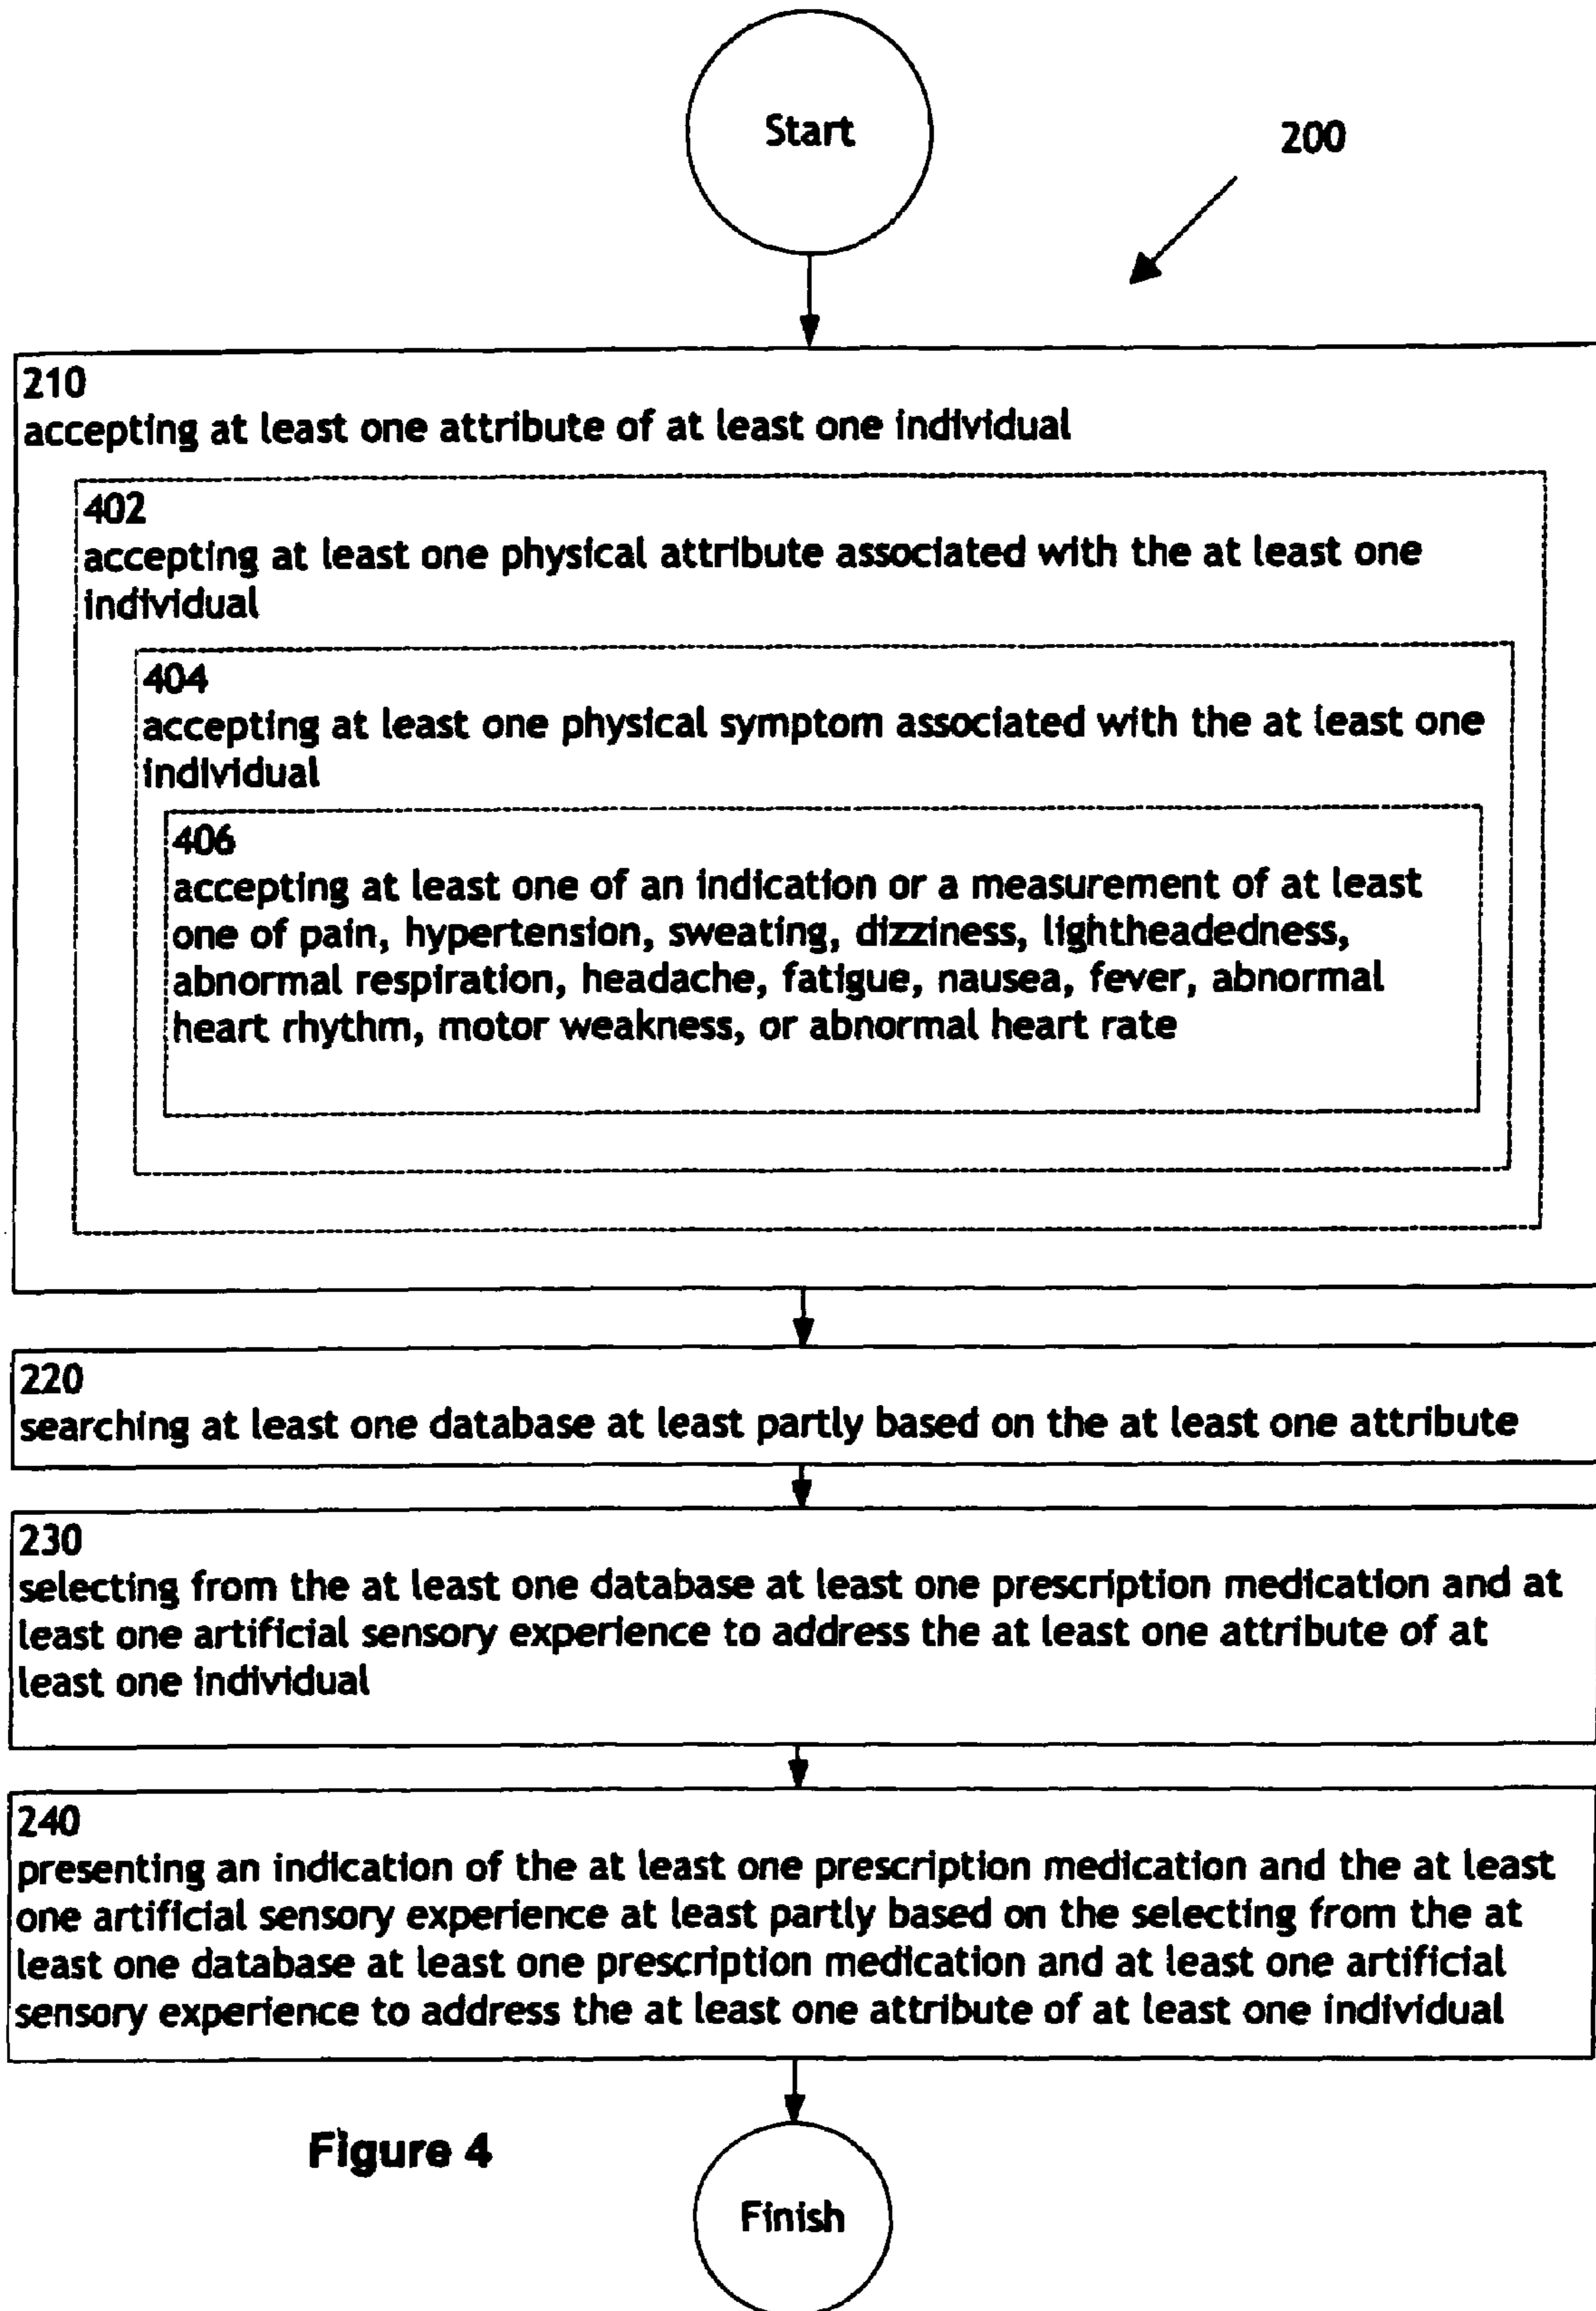 Start
200
210
accepting at least one attribute of at least one individual
402
accepting at least one physical attribute associated with the at least one
individual
404
accepting at least one physical symptom associated with the at least one
individual
406
accepting at least one of an indication or a measurement of at least
one of pain, hypertension, sweating, dizziness, lightheadedness,
abnormal respiration, headache, fatigue, nausea, fever, abnormal
heart rhythm, motor weakness, or abnormal heart rate
220
searching at least one database at least partly based on the at least one attribute
230
selecting from the at least one database at least one prescription medication and at
least one artificial sensory experience to address the at least one attribute of at
least one individual
240
presenting an indication of the at least one prescription medication and the at least
one artificial sensory experience at least partly based on the selecting from the at
least one database at least one prescription medication and at least one artificial
sensory experience to address the at least one attribute of at least one individual
Figure 4
Finish